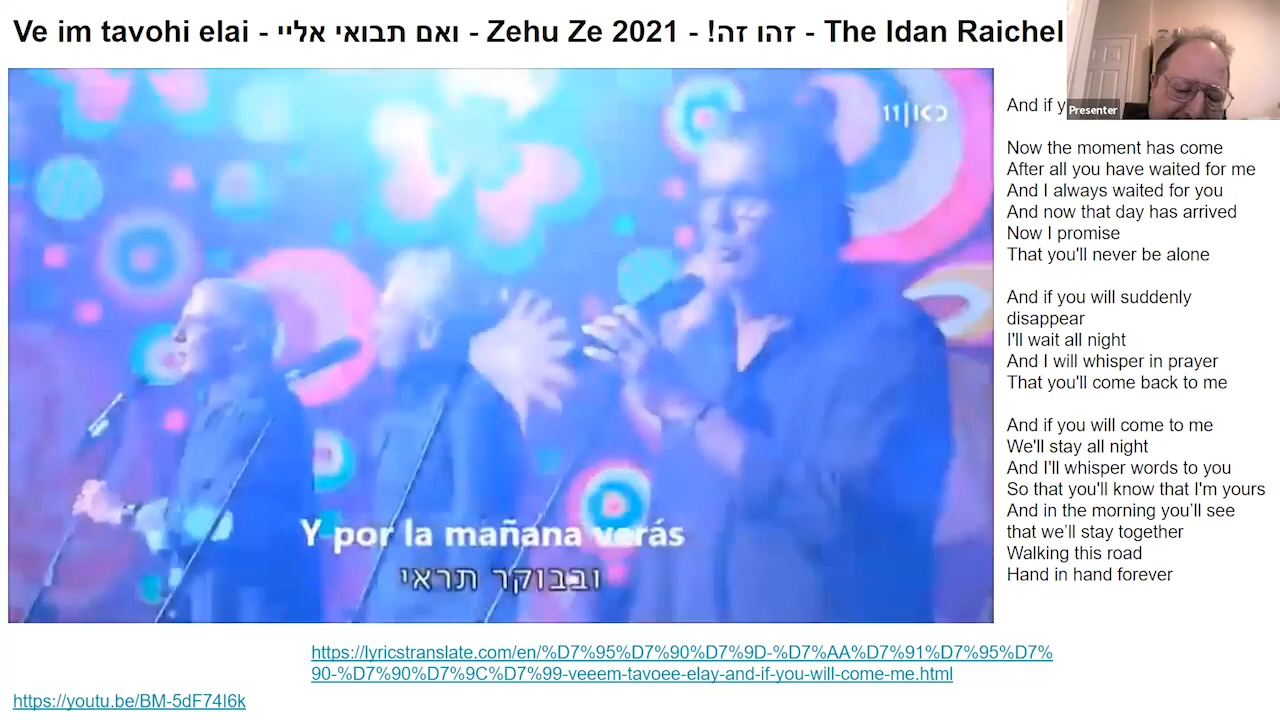 Ve im tavohi elai - ואם תבואי אליי - Zehu Ze 2021 - !זהו זה - The Idan Raichel
Presenter
כאן|11
And if y
Now the moment has come
After all you have waited for me
And I always waited for you
And now that day has arrived
Now I promise
That you'll never be alone
And if you will suddenly
disappear
I'll wait all night
And I will whisper in prayer
That you'll come back to me
And if you will come to me
We'll stay all night
And I'll whisper words to you
So that you'll know that I'm yours
And in the morning you’ll see
that we’ll stay together
Walking this road
Hand in hand forever
Y por la mañana verás
ובבוקר תראי
https://lyricstranslate.com/en/%D7%95%D7%90%D7%9D-%D7%AA%D7%91%D7%95%D7%
90-%D7%90%D7%9C%D7%99-veeem-tavoee-elay-and-if-you-will-come-me.html
https://youtu.be/BM-5dF74I6k